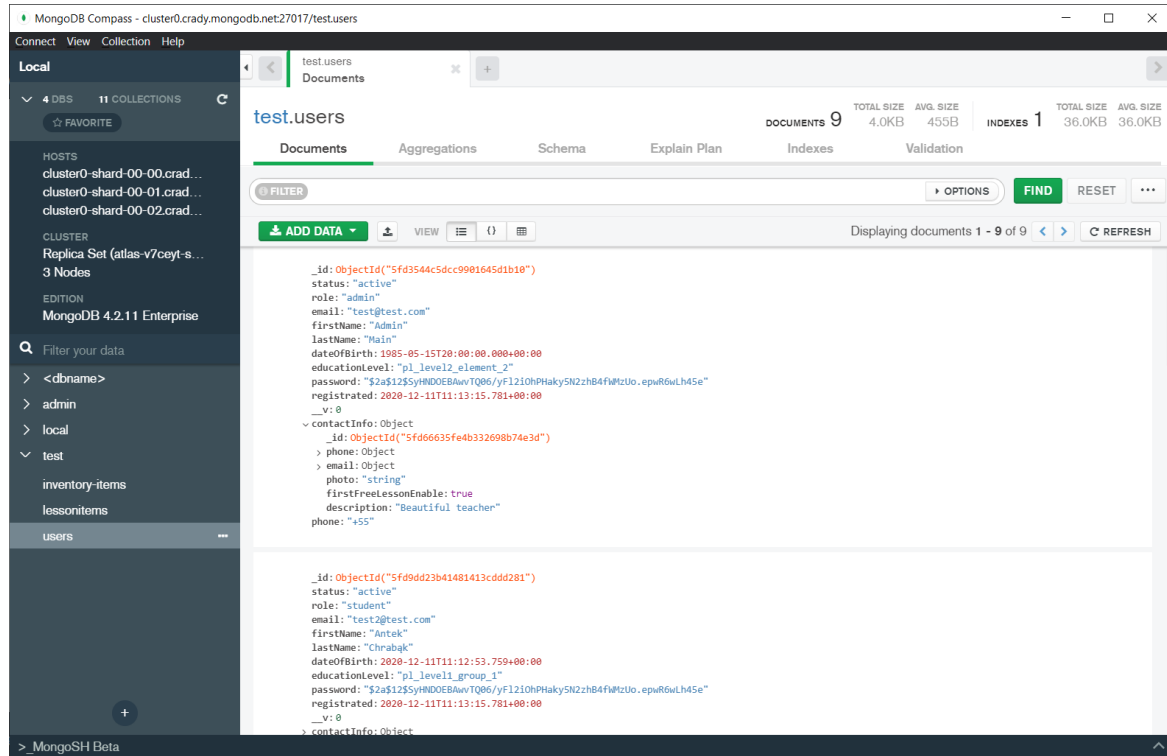 MongoDB Compass - cluster0.crady.mongodb.net:27017/test.users
Connect View Collection Help
Local
4 DBS 11 COLLECTIONS
FAVORITE
HOSTS
cluster0-shard-00-00.crad...
cluster0-shard-00-01.crad...
cluster0-shard-00-02.crad...
CLUSTER
Replica Set (atlas-v7ceyt-s...
3 Nodes
EDITION
MongoDB 4.2.11 Enterprise
Filter your data
<dbname>
admin
local
test
inventory-items
lessonitems
users
>_MongoSH Beta
test.users
Documents
test.users
DOCUMENTS 9 TOTAL SIZE 4.0KB AVG. SIZE 455B INDEXES 1 TOTAL SIZE 36.0KB AVG. SIZE 36.0KB
Documents Aggregations Schema Explain Plan Indexes Validation
FILTER OPTIONS FIND RESET ...
ADD DATA VIEW {} Displaying documents 1 - 9 of 9 < > REFRESH
_id: ObjectId("5fd3544c5dcc9901645d1b10")
status: "active"
role: "admin"
email: "test@test.com"
firstName: "Admin"
lastName: "Main"
dateOfBirth: 1985-05-15T20:00:00.000+00:00
educationLevel: "pl_level2_element_2"
password: "$2a$12$SyHNDOEBAwvTQ06/yFl2iOhPHaky5N2zhB4fWMzUo.epwR6wLh45e"
registrated: 2020-12-11T11:13:15.781+00:00
__v: 0
contactInfo: Object
_id: ObjectId("5fd66635fe4b332698b74e3d")
phone: Object
email: Object
photo: "string"
firstFreeLessonEnable: true
description: "Beautiful teacher"
phone: "+55"
_id: ObjectId("5fd9dd23b41481413cddd281")
status: "active"
role: "student"
email: "test2@test.com"
firstName: "Antek"
lastName: "Chrabąk"
dateOfBirth: 2020-12-11T11:12:53.759+00:00
educationLevel: "pl_level1_group_1"
password: "$2a$12$SyHNDOEBAwvTQ06/yFl2iOhPHaky5N2zhB4fWMzUo.epwR6wLh45e"
registrated: 2020-12-11T11:13:15.781+00:00
__v: 0
contactInfo: Object